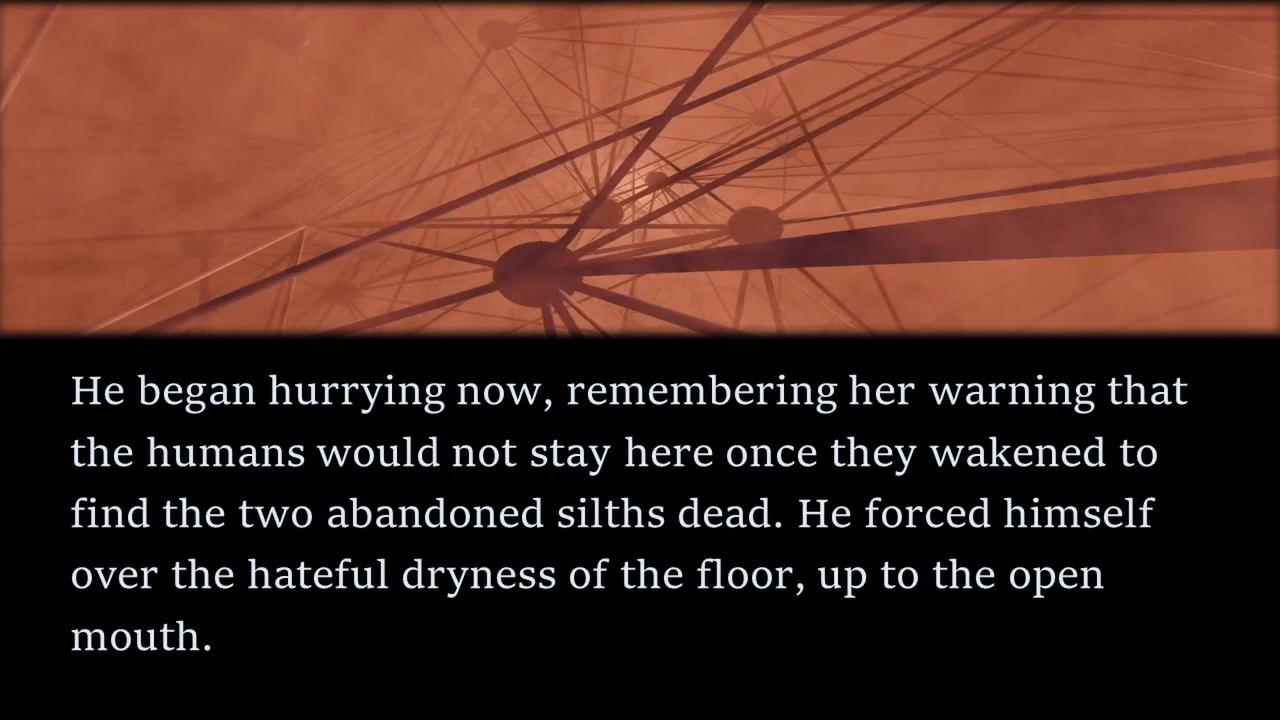 He began hurrying now, remembering her warning that
the humans would not stay here once they wakened to
find the two abandoned silths dead. He forced himself
over the hateful dryness of the floor, up to the open
mouth.